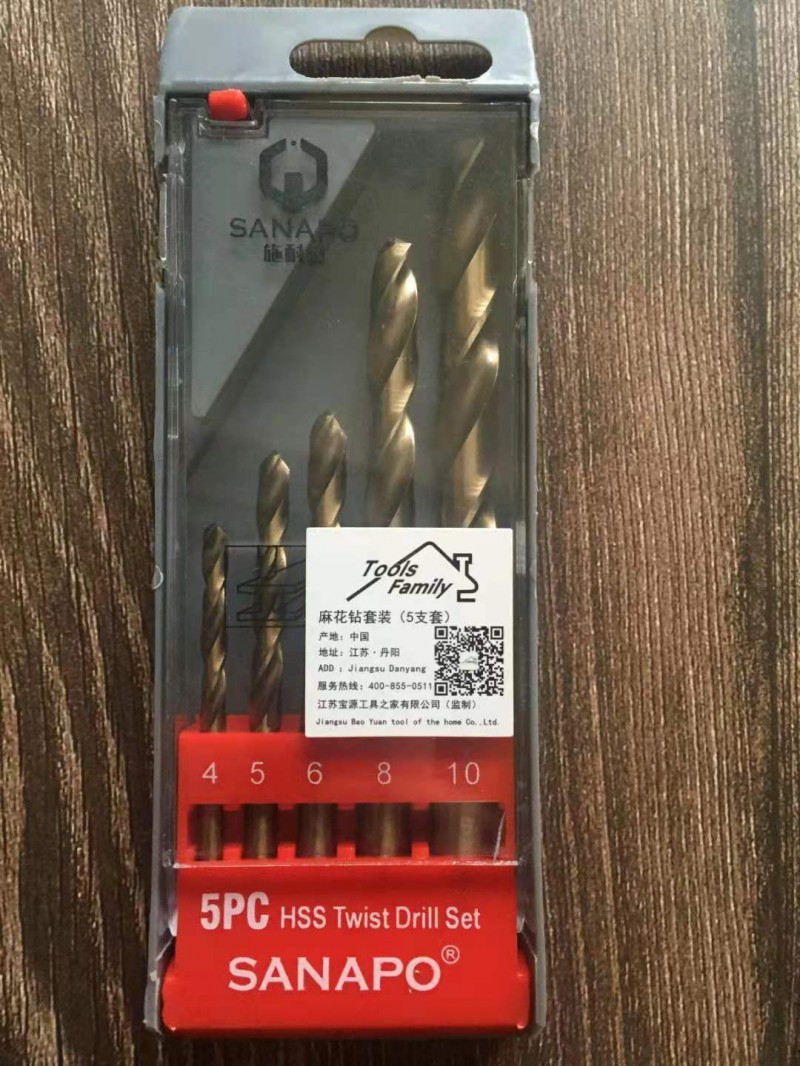 SANAPO
施耐
Tools
Family
麻花钻套装（5支套）
产地：中国
地址：江苏·丹阳
ADD：Jiangsu Danyang
服务热线：400-855-0511
江苏宝源工具之家有限公司（监制）
Jiangsu Bao Yuan tool of the home Co.,Ltd.
4 5 6 8 10
5PC HSS Twist Drill Set
SANAPO®